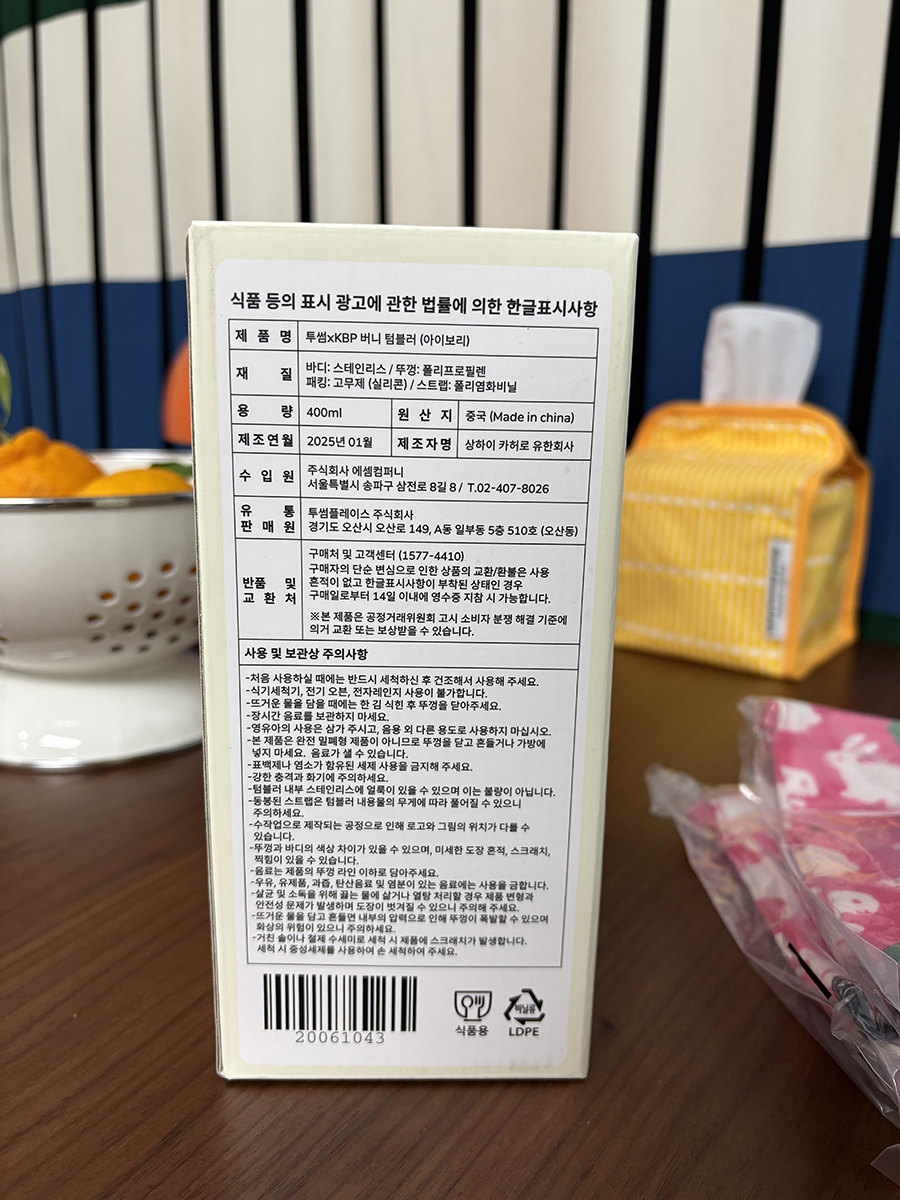 식품 등의 표시 광고에 관한 법률에 의한 한글표시사항
제 품 명 투썸xKBP 버니 텀블러 (아이보리)
재 질 바디: 스테인리스 / 뚜껑: 폴리프로필렌
패킹: 고무제 (실리콘) / 스트랩: 폴리염화비닐
용 량 400ml 원 산 지 중국 (Made in china)
제조연월 2025년 01월 제조자명 상하이 카허로 유한회사
수 입 원 주식회사 에셈컴퍼니
서울특별시 송파구 삼전로 8길 8 / T.02-407-8026
유 통 판 매 원 투썸플레이스 주식회사
경기도 오산시 오산로 149, A동 일부동 5층 510호 (오산동)
반품 및 교 환 처 구매처 및 고객센터 (1577-4410)
구매자의 단순 변심으로 인한 상품의 교환/환불은 사용
흔적이 없고 한글표시사항이 부착된 상태인 경우
구매일로부터 14일 이내에 영수증 지참 시 가능합니다.
※본 제품은 공정거래위원회 고시 소비자 분쟁 해결 기준에
의거 교환 또는 보상받을 수 있습니다.
사용 및 보관상 주의사항
-처음 사용하실 때에는 반드시 세척하신 후 건조해서 사용해 주세요.
-식기세척기, 전기 오븐, 전자레인지 사용이 불가합니다.
-뜨거운 물을 담을 때에는 한 김 식힌 후 뚜껑을 닫아주세요.
-장시간 음료를 보관하지 마세요.
-영유아의 사용은 삼가 주시고, 음용 외 다른 용도로 사용하지 마십시오.
-본 제품은 완전 밀폐형 제품이 아니므로 뚜껑을 닫고 흔들거나 가방에
넣지 마세요. 음료가 샐 수 있습니다.
-표백제나 염소가 함유된 세제 사용을 금지해 주세요.
-강한 충격과 화기에 주의하세요.
-텀블러 내부 스테인리스에 얼룩이 있을 수 있으며 이는 불량이 아닙니다.
-동봉된 스트랩은 텀블러 내용물의 무게에 따라 풀어질 수 있으니
주의하세요.
-수작업으로 제작되는 공정으로 인해 로고와 그림의 위치가 다를 수
있습니다.
-뚜껑과 바디의 색상 차이가 있을 수 있으며, 미세한 도장 흔적, 스크래치,
찍힘이 있을 수 있습니다.
-음료는 제품의 뚜껑 라인 이하로 담아주세요.
-우유, 유제품, 과즙, 탄산음료 및 염분이 있는 음료에는 사용을 금합니다.
-살균 및 소독을 위해 끓는 물에 삶거나 열탕 처리할 경우 제품 변형과
안전성 문제가 발생하며 도장이 벗겨질 수 있으니 주의해 주세요.
-뜨거운 물을 담고 흔들면 내부의 압력으로 인해 뚜껑이 폭발할 수 있으며
화상의 위험이 있으니 주의하세요.
-거친 솔이나 철제 수세미로 세척 시 제품에 스크래치가 발생합니다.
세척 시 중성세제를 사용하여 손 세척하여 주세요.
20061043
식품용
비닐류
LDPE